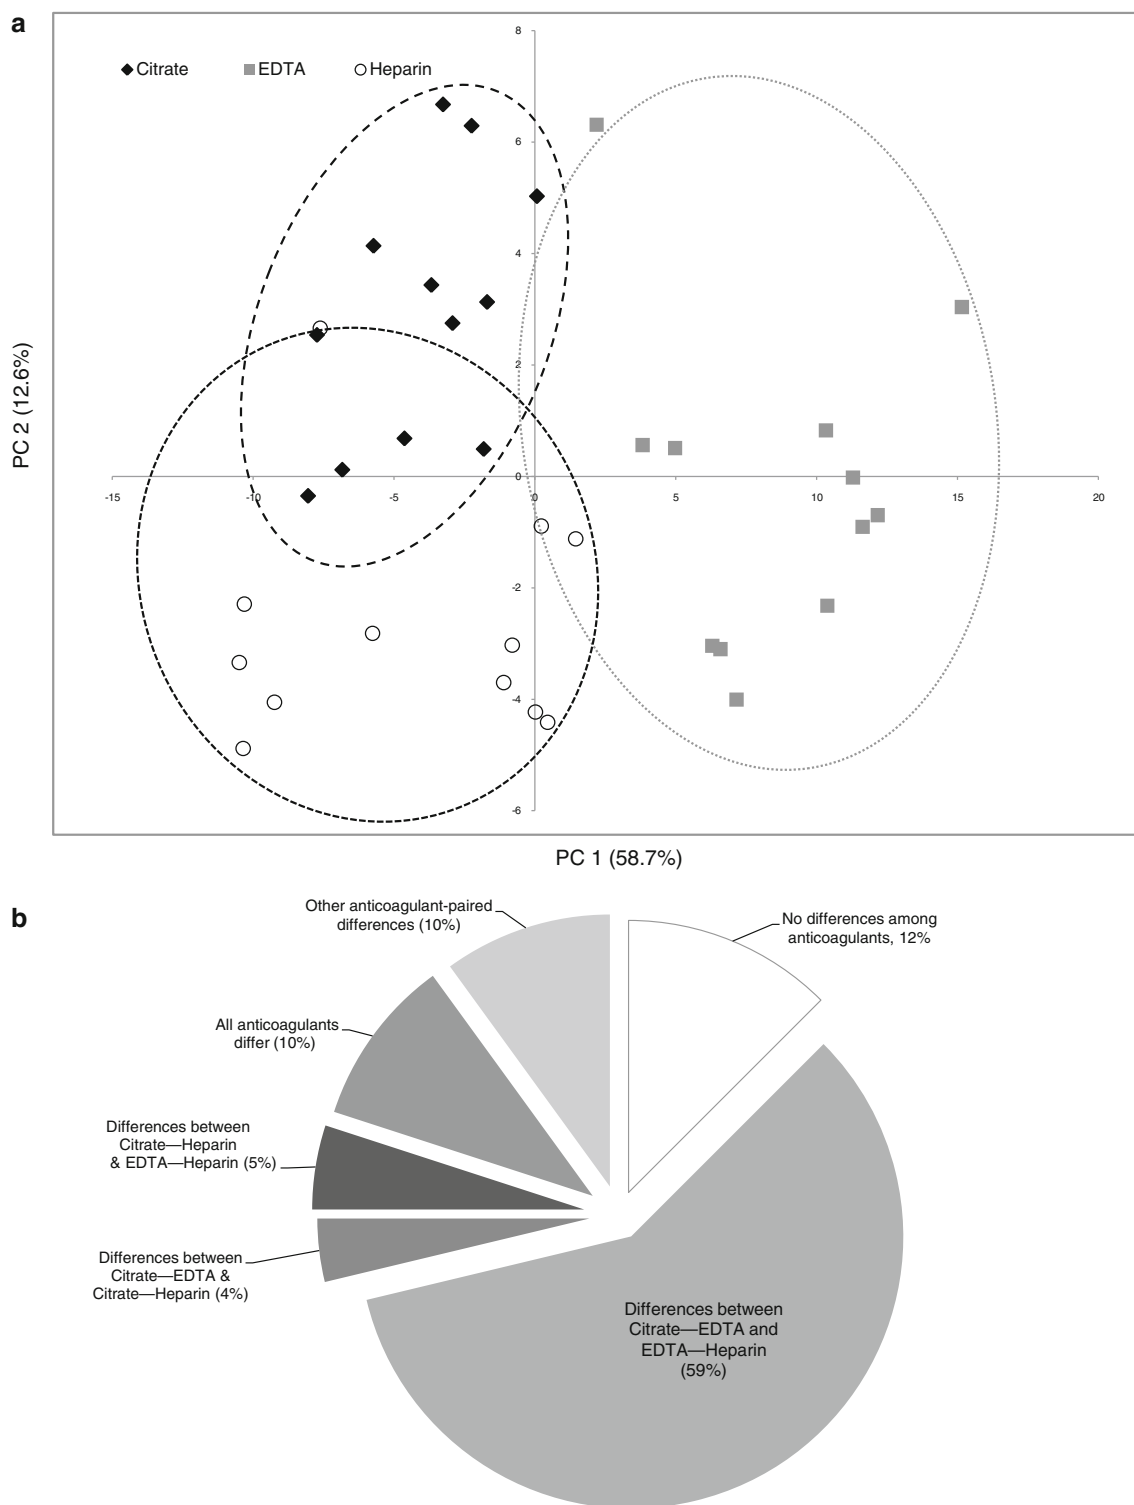 a
Citrate EDTA Heparin
8
6
4
2
0
-2
-4
-6
-15 -10 -5 0 5 10 15 20
PC 2 (12.6%)
PC 1 (58.7%)
b
Other anticoagulant-paired
differences (10%)
No differences among
anticoagulants, 12%
All anticoagulants
differ (10%)
Differences between
Citrate—Heparin
& EDTA—Heparin (5%)
Differences between
Citrate—EDTA &
Citrate—Heparin (4%)
Differences between
Citrate—EDTA and
EDTA—Heparin
(59%)